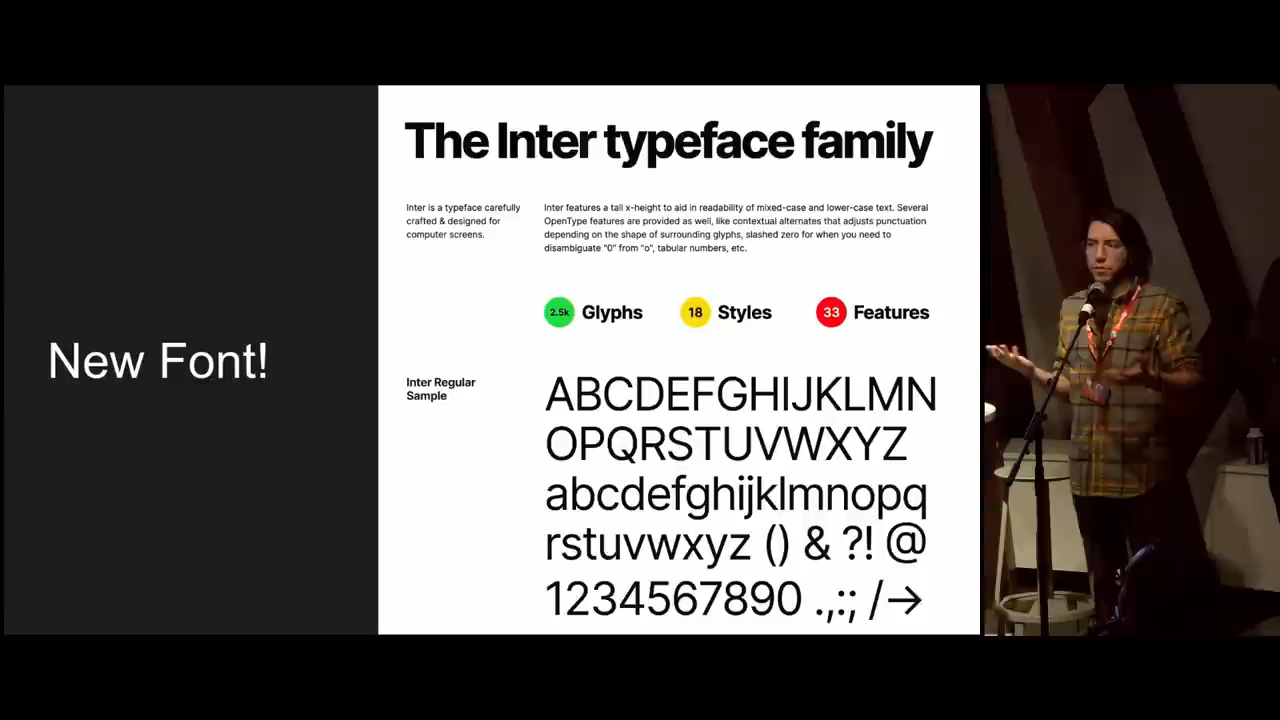 New Font!
The Inter typeface family
Inter is a typeface carefully
crafted & designed for
computer screens.
Inter features a tall x-height to aid in readability of mixed-case and lower-case text. Several
OpenType features are provided as well, like contextual alternates that adjusts punctuation
depending on the shape of surrounding glyphs, slashed zero for when you need to
disambiguate "0" from "o", tabular numbers, etc.
2.5k Glyphs 18 Styles 33 Features
Inter Regular
Sample
ABCDEFGHIJKLMN
OPQRSTUVWXYZ
abcdefghijklmnopq
rstuvwxyz () & ?! @
1234567890 .,:; /→